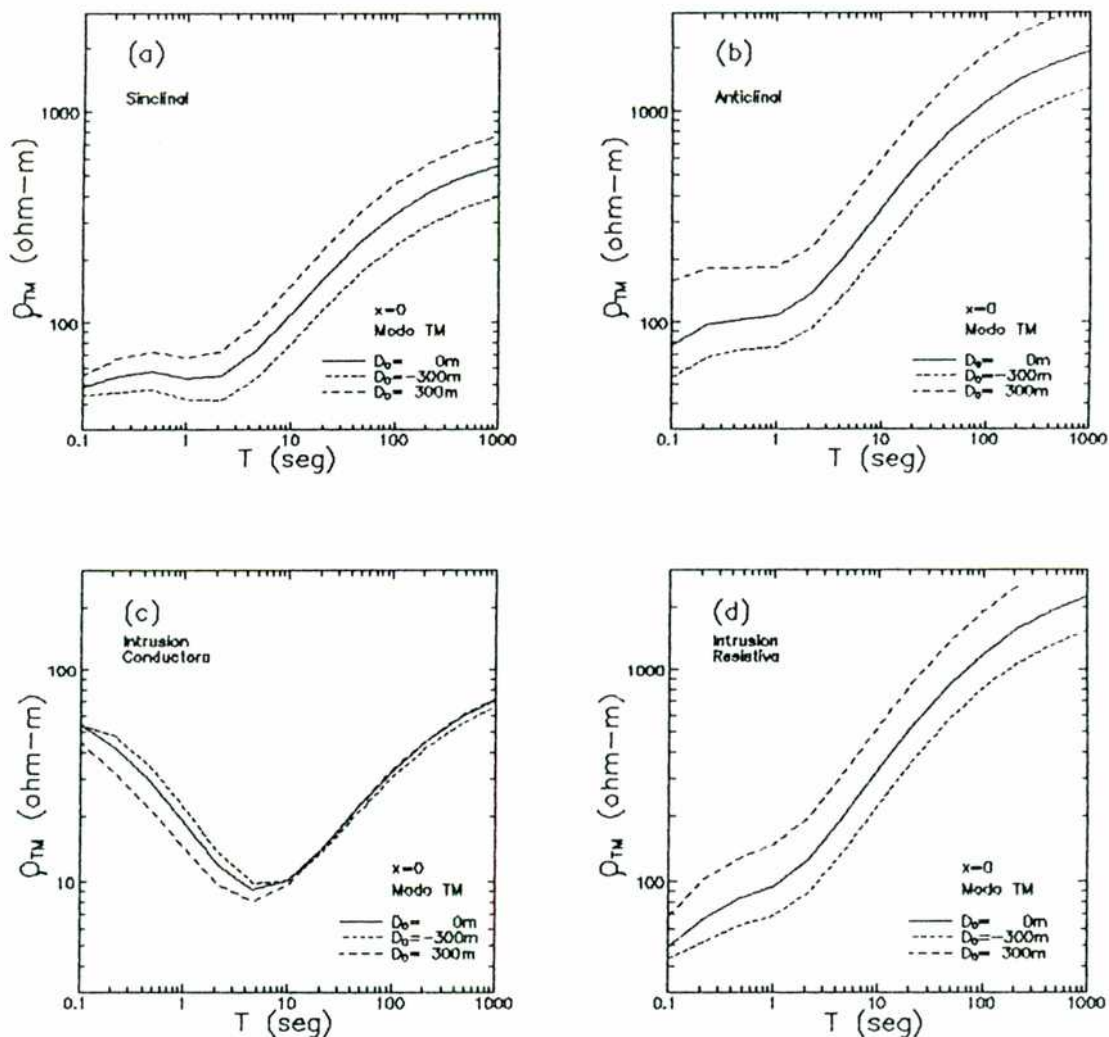 (a)
Sinclinal
1000
100
ρTM (ohm-m)
x=0
Modo TM
D₀= 0m
D₀=-300m
D₀= 300m
0.1 1 10 100 1000
T (seg)
(b)
Anticlinal
1000
100
ρTM (ohm-m)
x=0
Modo TM
D₀= 0m
D₀=-300m
D₀= 300m
0.1 1 10 100 1000
T (seg)
(c)
Intrusion
Conductora
100
10
ρTM (ohm-m)
x=0
Modo TM
D₀= 0m
D₀=-300m
D₀= 300m
0.1 1 10 100 1000
T (seg)
(d)
Intrusion
Resistiva
1000
100
ρTM (ohm-m)
x=0
Modo TM
D₀= 0m
D₀=-300m
D₀= 300m
0.1 1 10 100 1000
T (seg)